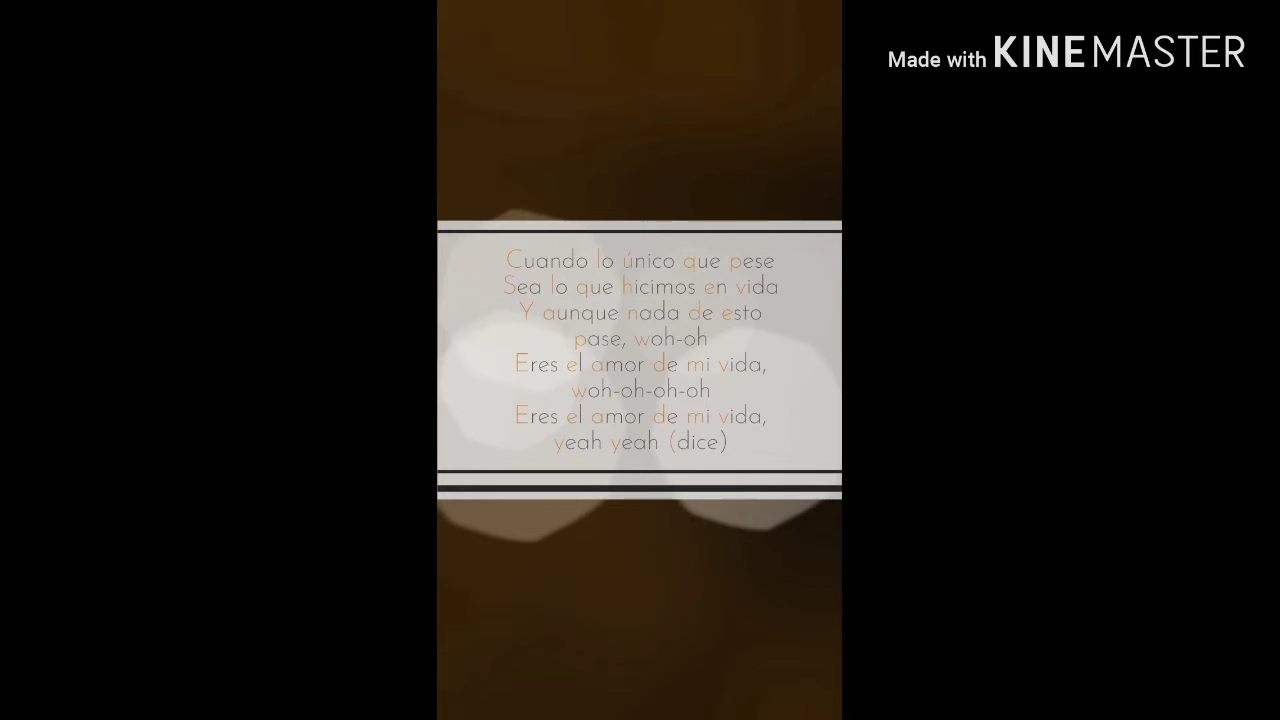 Made with KINEMASTER
Cuando lo único que pese
Sea lo que hicimos en vida
Y aunque nada de esto
pase, woh-oh
Eres el amor de mi vida,
woh-oh-oh-oh
Eres el amor de mi vida,
yeah yeah (dice)